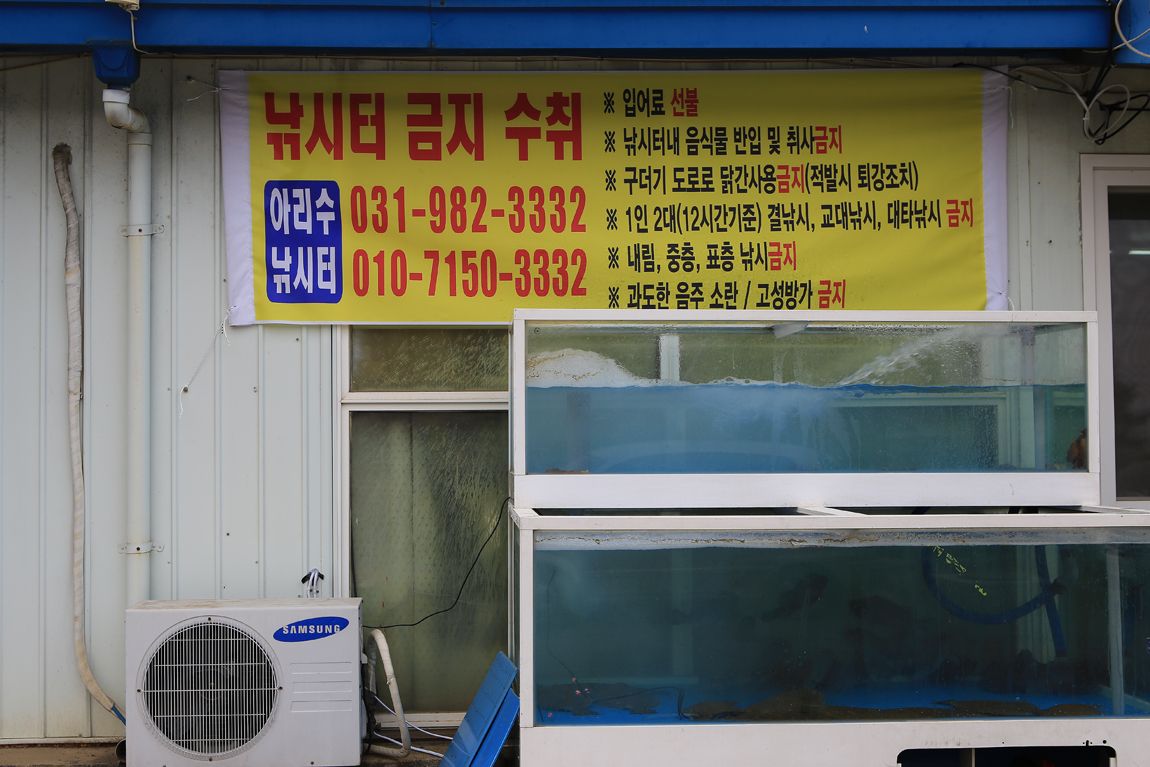 낚시터 금지 수취
아리수
낚시터
031-982-3332
010-7150-3332
※ 입어료 선불
※ 낚시터내 음식물 반입 및 취사금지
※ 구더기 도로로 닭간사용금지(적발시 퇴강조치)
※ 1인 2대(12시간기준) 결낚시, 교대낚시, 대타낚시 금지
※ 내림, 중층, 표층 낚시금지
※ 과도한 음주 소란 / 고성방가 금지
SAMSUNG